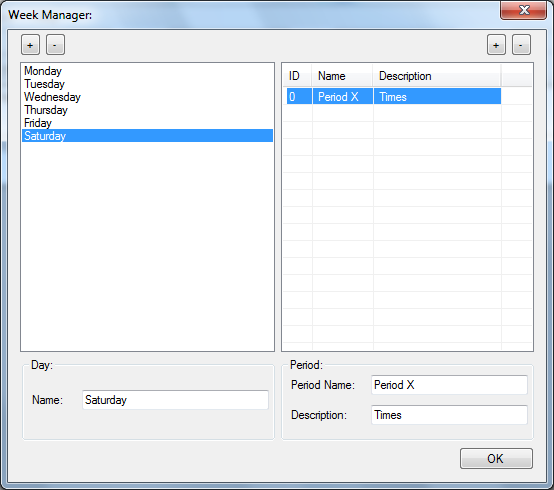 Week Manager:
+ - + -
Monday
Tuesday
Wednesday
Thursday
Friday
Saturday
ID Name Description
0 Period X Times
Day:
Name: Saturday
Period:
Period Name: Period X
Description: Times
OK